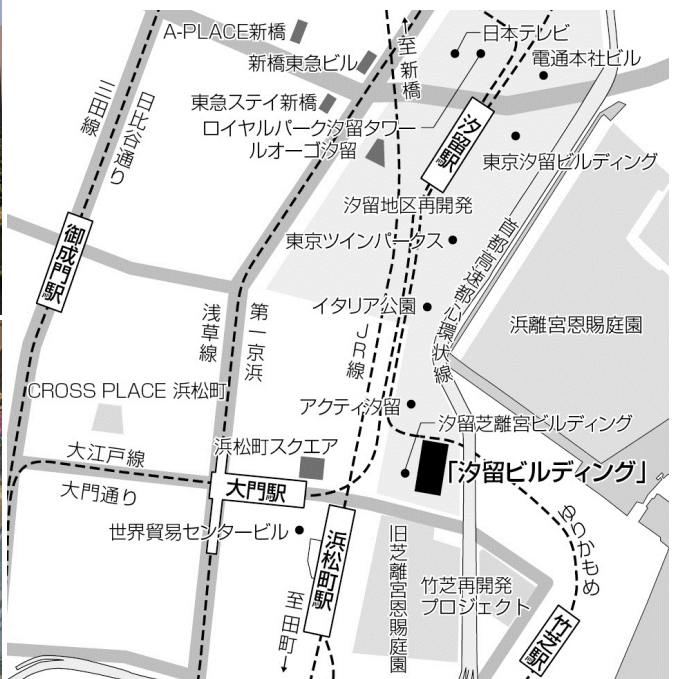 A-PLACE新橋
新橋東急ビル
東急ステイ新橋
ロイヤルパーク汐留タワー
ルオーゴ汐留
↑至新橋
日本テレビ
電通本社ビル
汐留駅
東京汐留ビルディング
三田線
日比谷通り
御成門駅
汐留地区再開発
東京ツインパークス
イタリア公園
首都高速都心環状線
浜離宮恩賜庭園
浅草線
第一京浜
JR線
CROSS PLACE 浜松町
アクティ汐留
汐留芝離宮ビルディング
「汐留ビルディング」
大江戸線
大門通り
浜松町スクエア
大門駅
世界貿易センタービル
浜松町駅
至田町↓
旧芝離宮恩賜庭園
竹芝再開発
プロジェクト
ゆりかもめ
竹芝駅